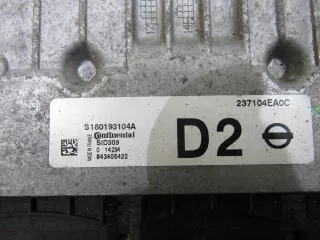 S180193104A
237104EA0C
Continental
D2
MADE IN FRANCE
SID309
0 14294
843405422